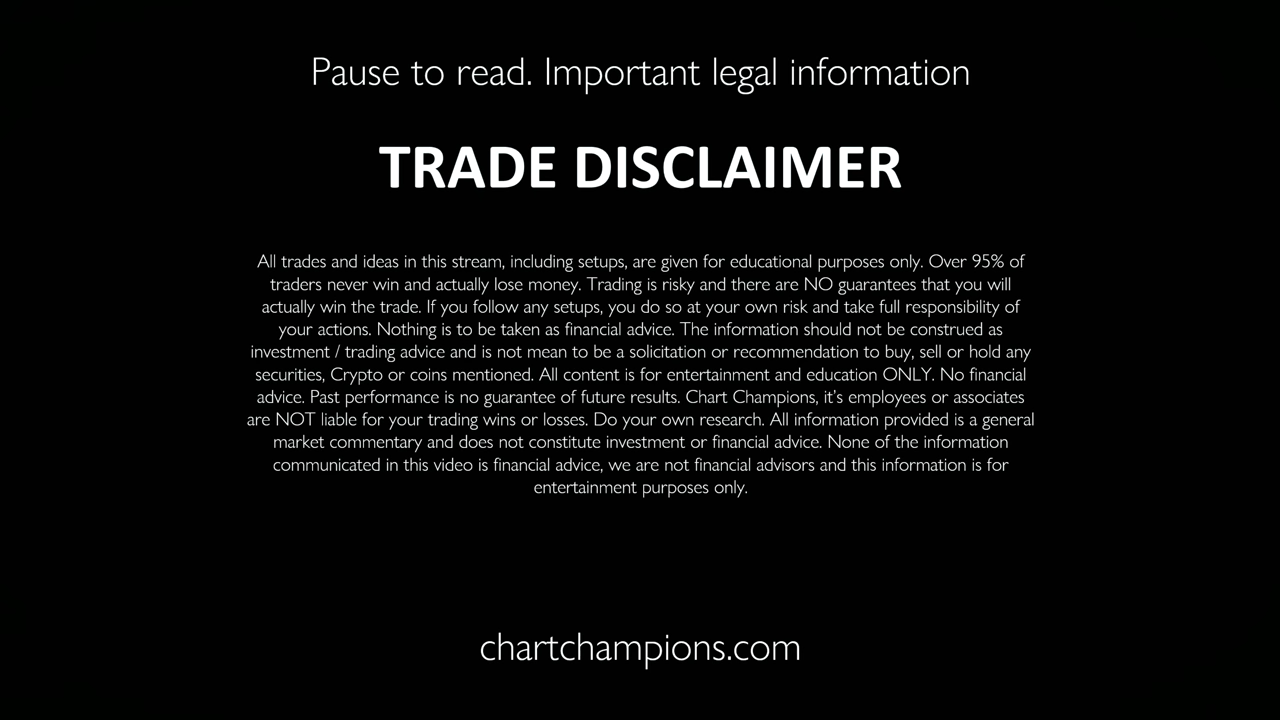 Pause to read. Important legal information
TRADE DISCLAIMER
All trades and ideas in this stream, including setups, are given for educational purposes only. Over 95% of
traders never win and actually lose money. Trading is risky and there are NO guarantees that you will
actually win the trade. If you follow any setups, you do so at your own risk and take full responsibility of
your actions. Nothing is to be taken as financial advice. The information should not be construed as
investment / trading advice and is not mean to be a solicitation or recommendation to buy, sell or hold any
securities, Crypto or coins mentioned. All content is for entertainment and education ONLY. No financial
advice. Past performance is no guarantee of future results. Chart Champions, it's employees or associates
are NOT liable for your trading wins or losses. Do your own research. All information provided is a general
market commentary and does not constitute investment or financial advice. None of the information
communicated in this video is financial advice, we are not financial advisors and this information is for
entertainment purposes only.
chartchampions.com